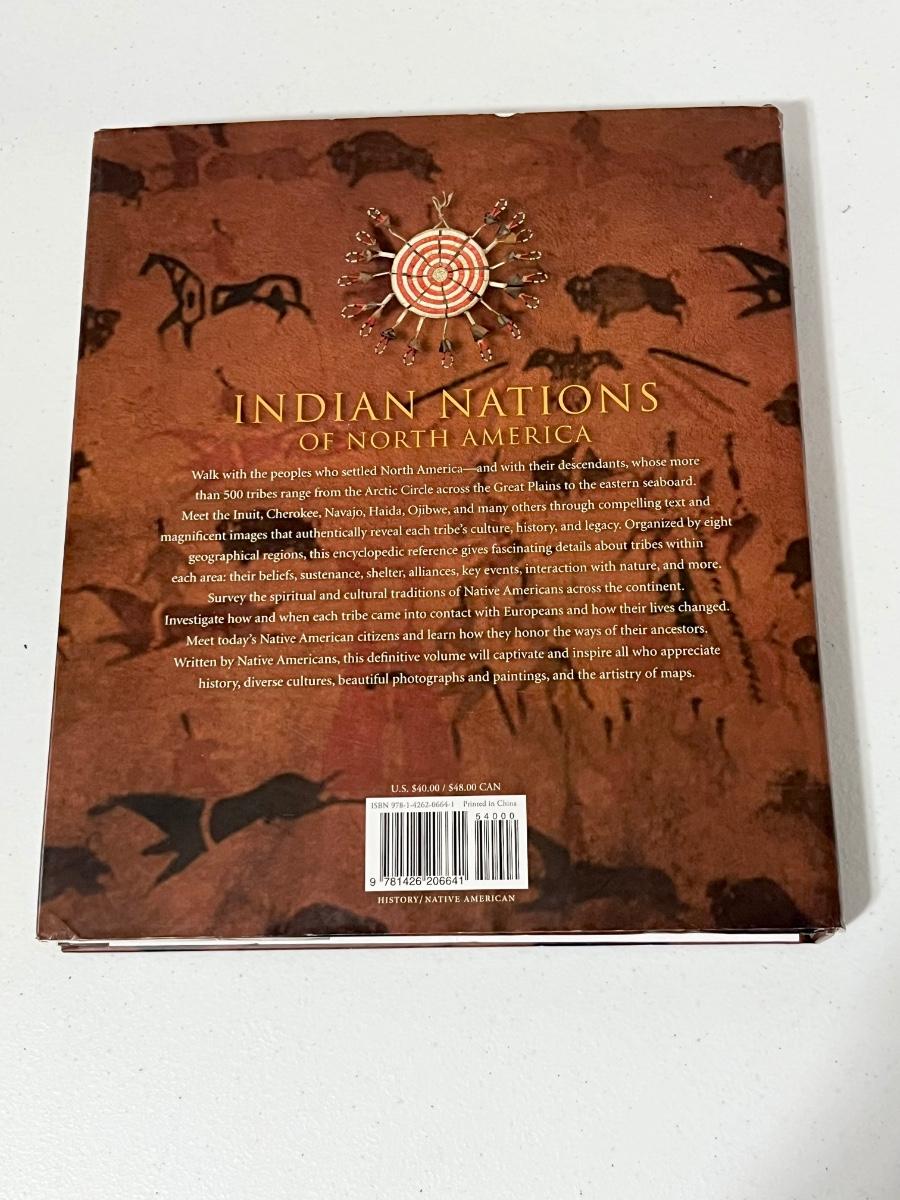 INDIAN NATIONS
OF NORTH AMERICA
Walk with the peoples who settled North America—and with their descendants, whose more
than 500 tribes range from the Arctic Circle across the Great Plains to the eastern seaboard.
Meet the Inuit, Cherokee, Navajo, Haida, Ojibwe, and many others through compelling text and
magnificent images that authentically reveal each tribe's culture, history, and legacy. Organized by eight
geographical regions, this encyclopedic reference gives fascinating details about tribes within
each area: their beliefs, sustenance, shelter, alliances, key events, interaction with nature, and more.
Survey the spiritual and cultural traditions of Native Americans across the continent.
Investigate how and when each tribe came into contact with Europeans and how their lives changed.
Meet today's Native American citizens and learn how they honor the ways of their ancestors.
Written by Native Americans, this definitive volume will captivate and inspire all who appreciate
history, diverse cultures, beautiful photographs and paintings, and the artistry of maps.
U.S. $40.00 / $48.00 CAN
ISBN 978-1-4262-0664-1 Printed in China
54000
9 781426 206641
HISTORY/NATIVE AMERICAN